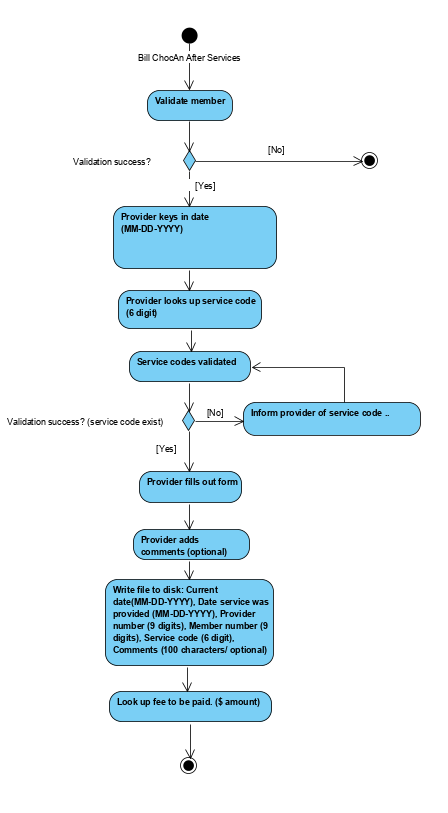 Bill ChocAn After Services
Validate member
Validation success?
[No]
[Yes]
Provider keys in date
(MM-DD-YYYY)
Provider looks up service code
(6 digit)
Service codes validated
Validation success? (service code exist)
[No]
Inform provider of service code ..
[Yes]
Provider fills out form
Provider adds
comments (optional)
Write file to disk: Current
date(MM-DD-YYYY), Date service was
provided (MM-DD-YYYY), Provider
number (9 digits), Member number (9
digits), Service code (6 digit),
Comments (100 characters/ optional)
Look up fee to be paid. ($ amount)